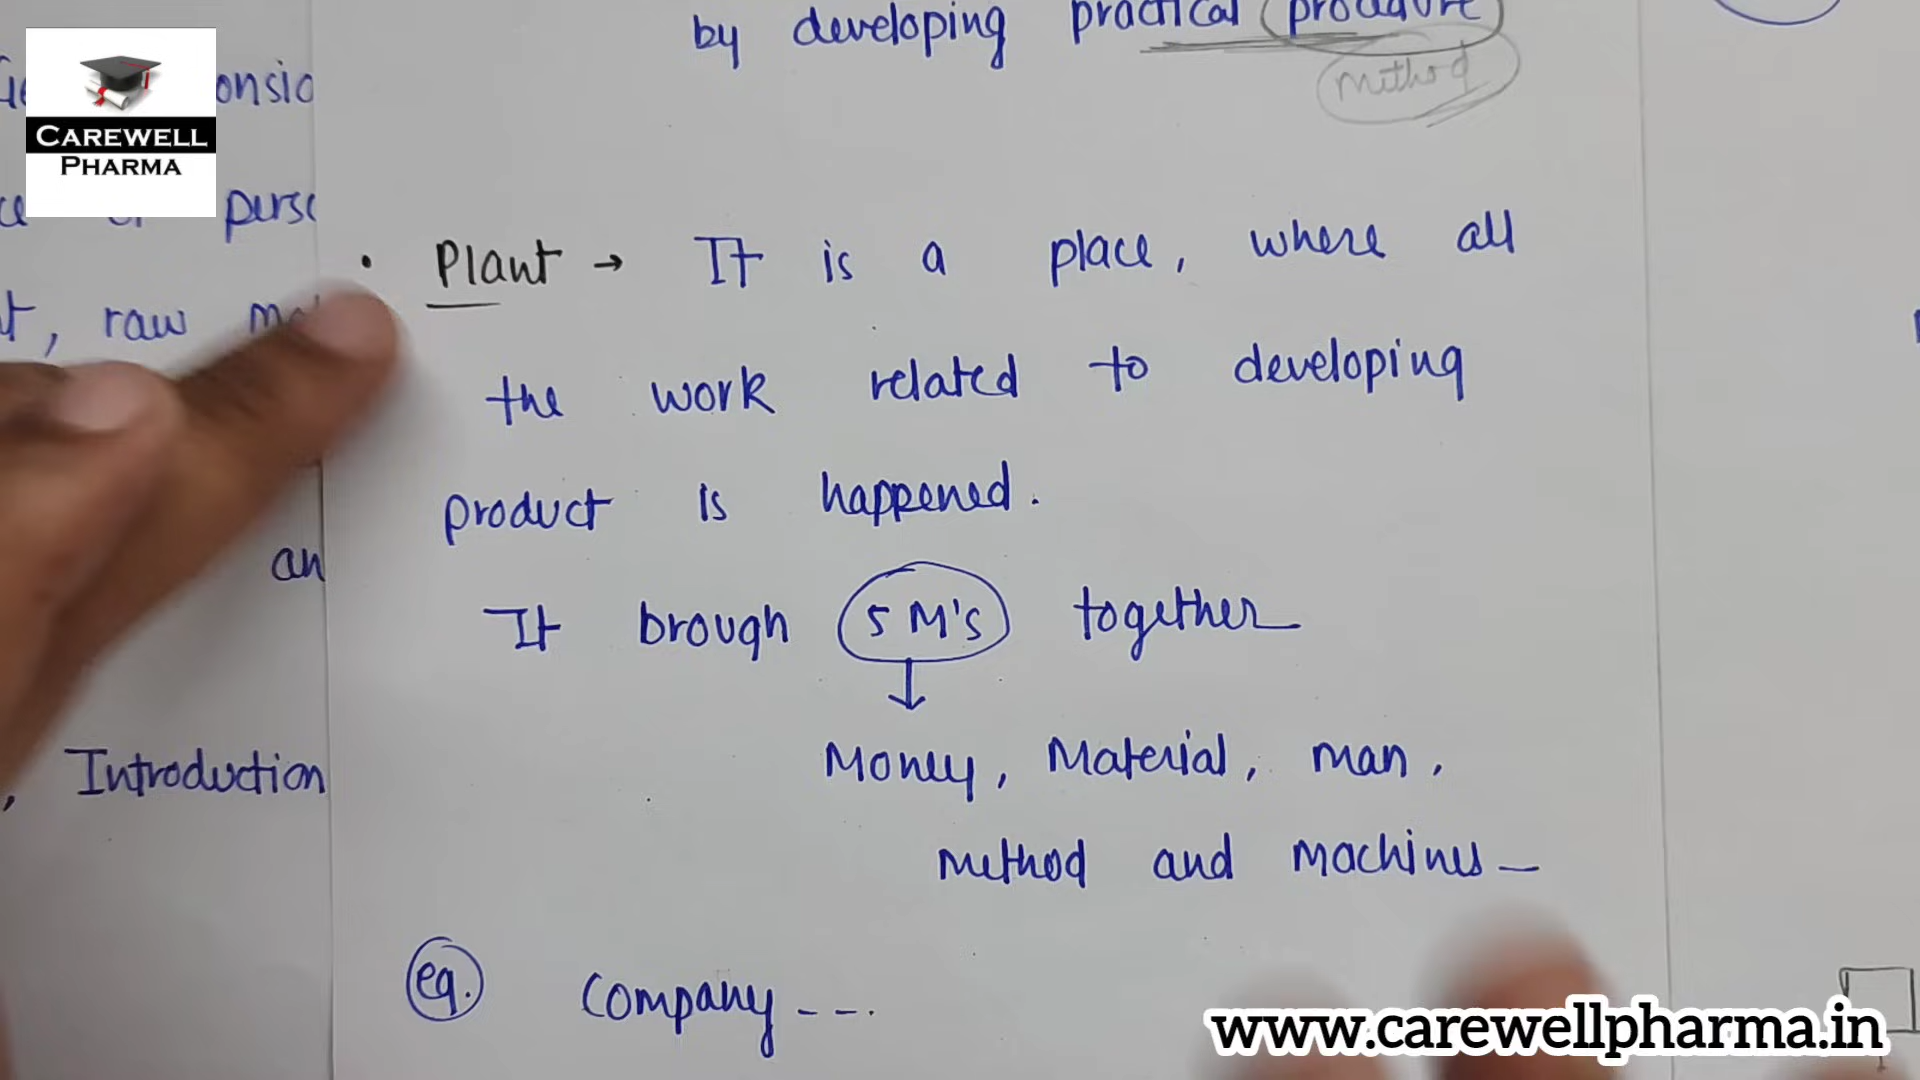 by developing practical procedure
method
CAREWELL
PHARMA
onsid
pers
• Plant → It is a place, where all
the work related to developing
product is happened.
It brough 5 M's together
Money, Material, man,
method and machines
eg. Company ---.
, raw
an
, Introduction
www.carewellpharma.in